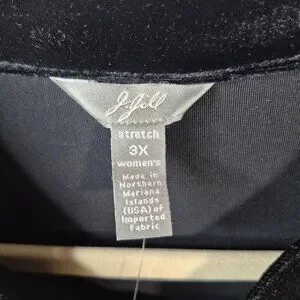 J.Jill
stretch
3X
women's
Made in
Northern
Mariana
Islands
(USA) of
Imported
Fabric